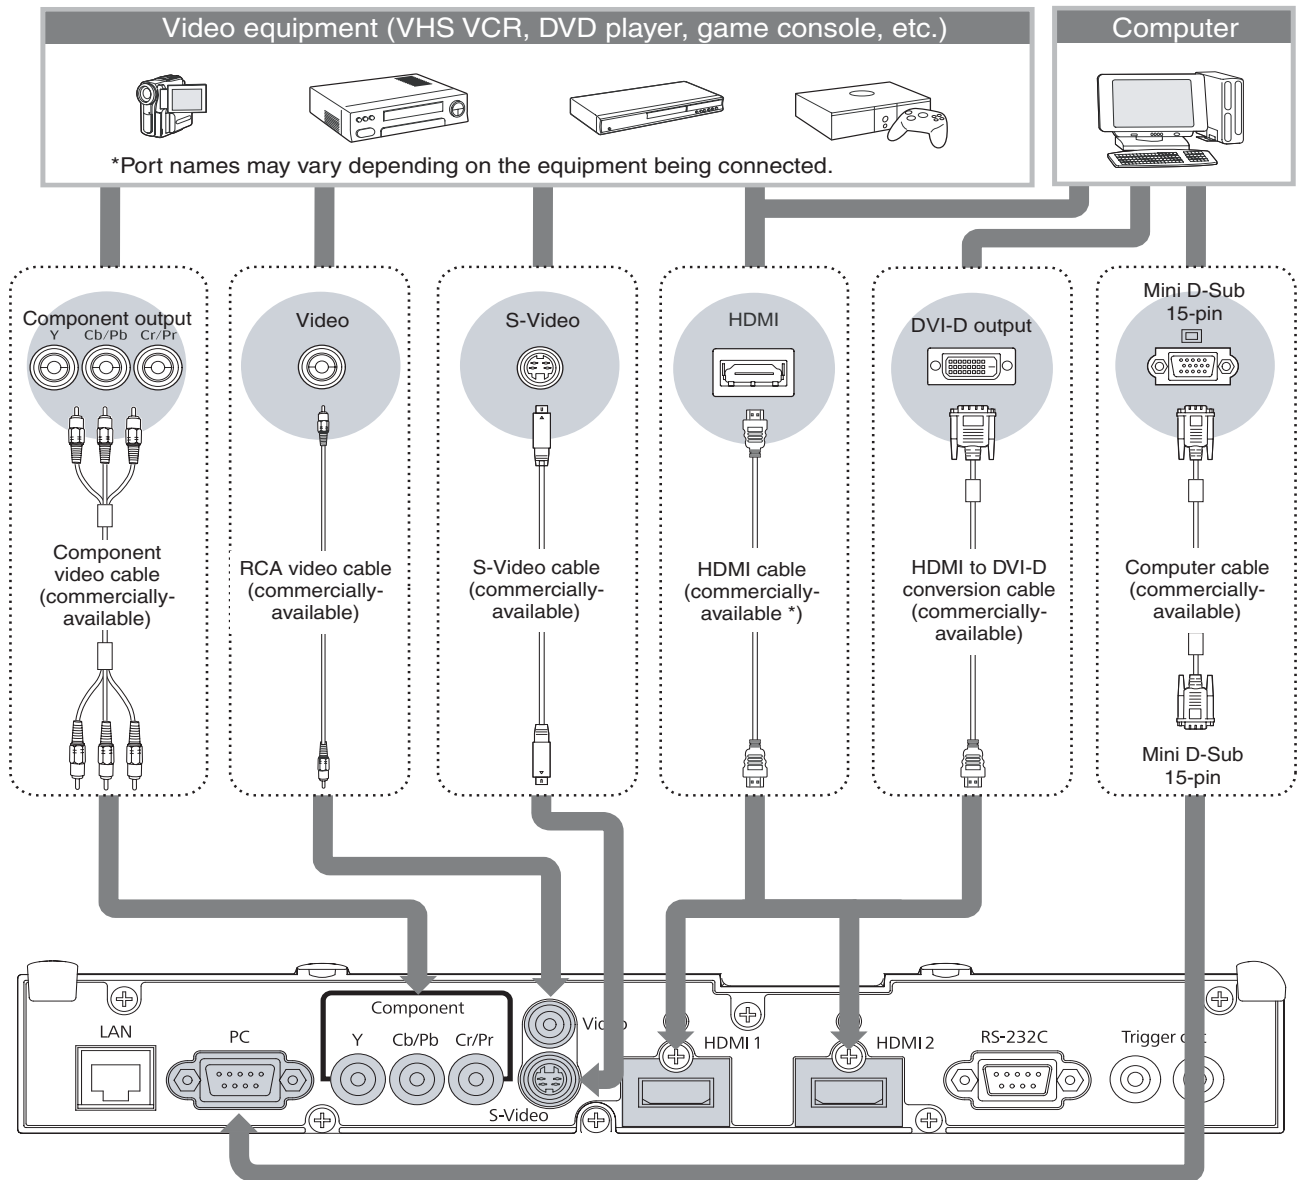 Video equipment (VHS VCR, DVD player, game console, etc.)
Computer
*Port names may vary depending on the equipment being connected.
Component output
Y Cb/Pb Cr/Pr
Video
S-Video
HDMI
DVI-D output
Mini D-Sub
15-pin
Component
video cable
(commercially-
available)
RCA video cable
(commercially-
available)
S-Video cable
(commercially-
available)
HDMI cable
(commercially-
available *)
HDMI to DVI-D
conversion cable
(commercially-
available)
Computer cable
(commercially-
available)
Mini D-Sub
15-pin
LAN
PC
Component
Y Cb/Pb Cr/Pr
Video
S-Video
HDMI 1
HDMI 2
RS-232C
Trigger out